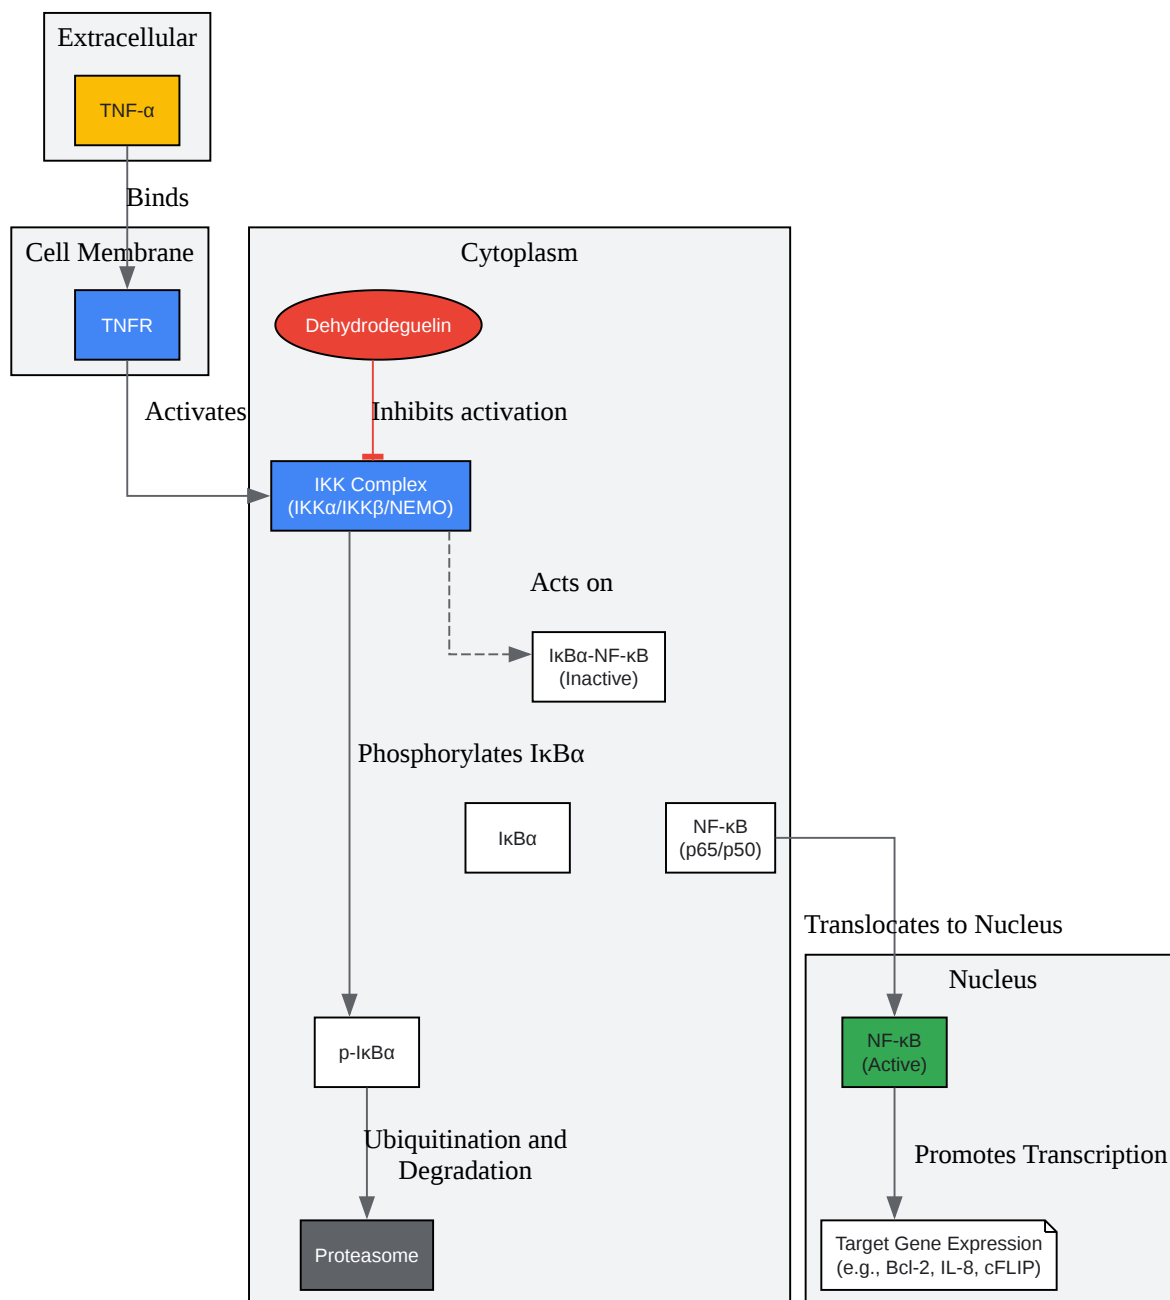 Extracellular
TNF-α
Binds
Cell Membrane
TNFR
Activates
Cytoplasm
Dehydrodeguelin
Inhibits activation
IKK Complex
(IKKα/IKKβ/NEMO)
Acts on
IκBα-NF-κB
(Inactive)
Phosphorylates IκBα
IκBα
NF-κB
(p65/p50)
Translocates to Nucleus
Nucleus
p-IκBα
NF-κB
(Active)
Ubiquitination and
Degradation
Promotes Transcription
Proteasome
Target Gene Expression
(e.g., Bcl-2, IL-8, cFLIP)